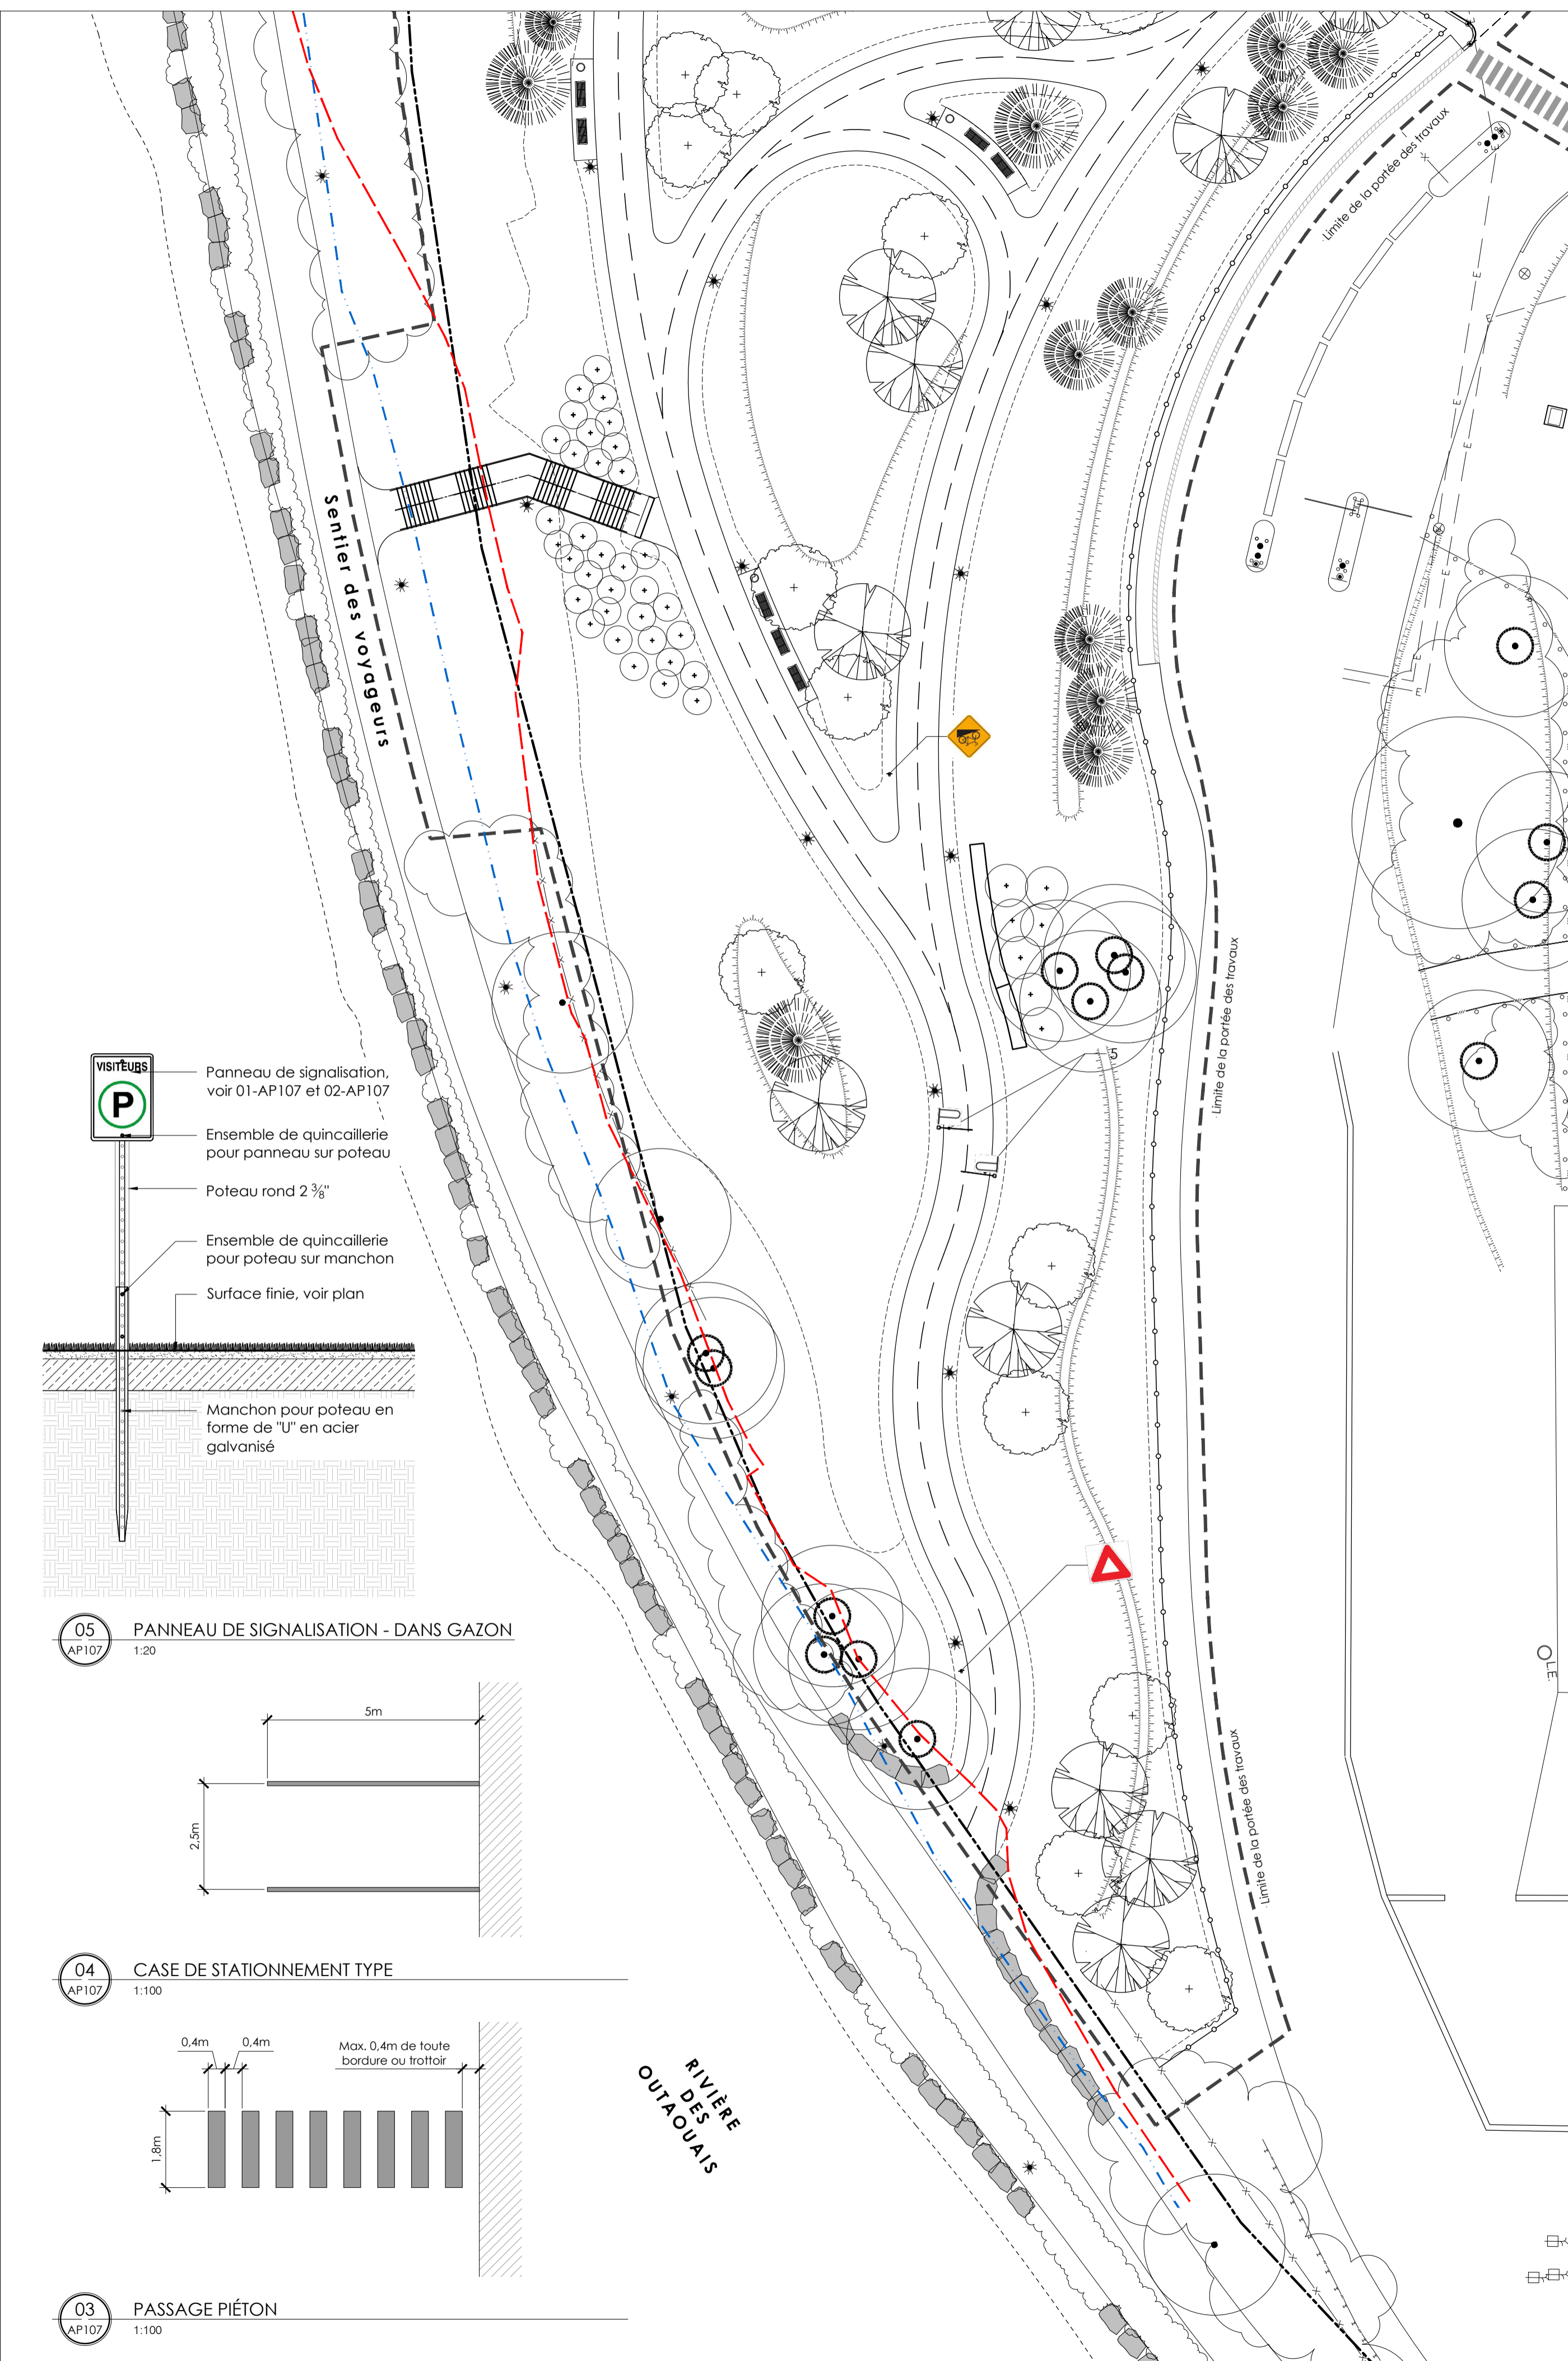 Limite de la portée des travaux
E
E
E
E
E
E
E
Sentier des voyageurs
Limite de la portée des travaux
5
VISITEURS
P
Panneau de signalisation,
voir 01-AP107 et 02-AP107
Ensemble de quincaillerie
pour panneau sur poteau
Poteau rond 2 ⅜"
Ensemble de quincaillerie
pour poteau sur manchon
Surface finie, voir plan
Manchon pour poteau en
forme de "U" en acier
galvanisé
05
AP107
PANNEAU DE SIGNALISATION - DANS GAZON
1:20
LE
Limite de la portée des travaux
5m
2,5m
04
AP107
CASE DE STATIONNEMENT TYPE
1:100
0,4m
0,4m
Max. 0,4m de toute
bordure ou trottoir
1,8m
RIVIÈRE
DES
OUTAOUAIS
03
AP107
PASSAGE PIÉTON
1:100